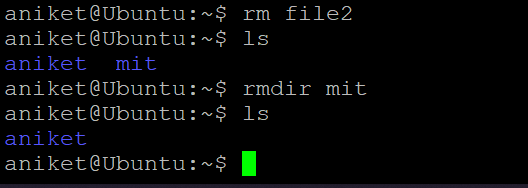 aniket@Ubuntu:~$ rm file2
aniket@Ubuntu:~$ ls
aniket  mit
aniket@Ubuntu:~$ rmdir mit
aniket@Ubuntu:~$ ls
aniket
aniket@Ubuntu:~$